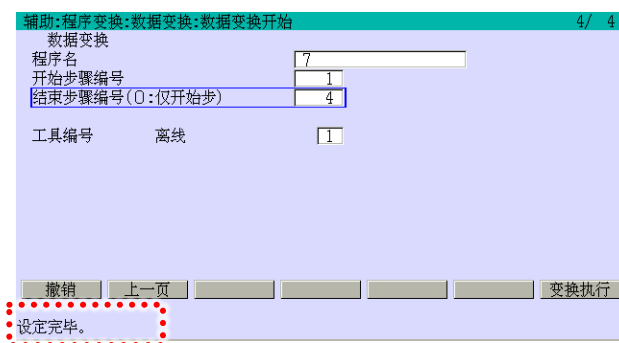 辅助:程序变换:数据变换:数据变换开始 4/ 4
数据变换
程序名 7
开始步骤编号 1
结束步骤编号(0:仅开始步) 4
工具编号 离线 1
撤销 上一页 变换执行
设定完毕。